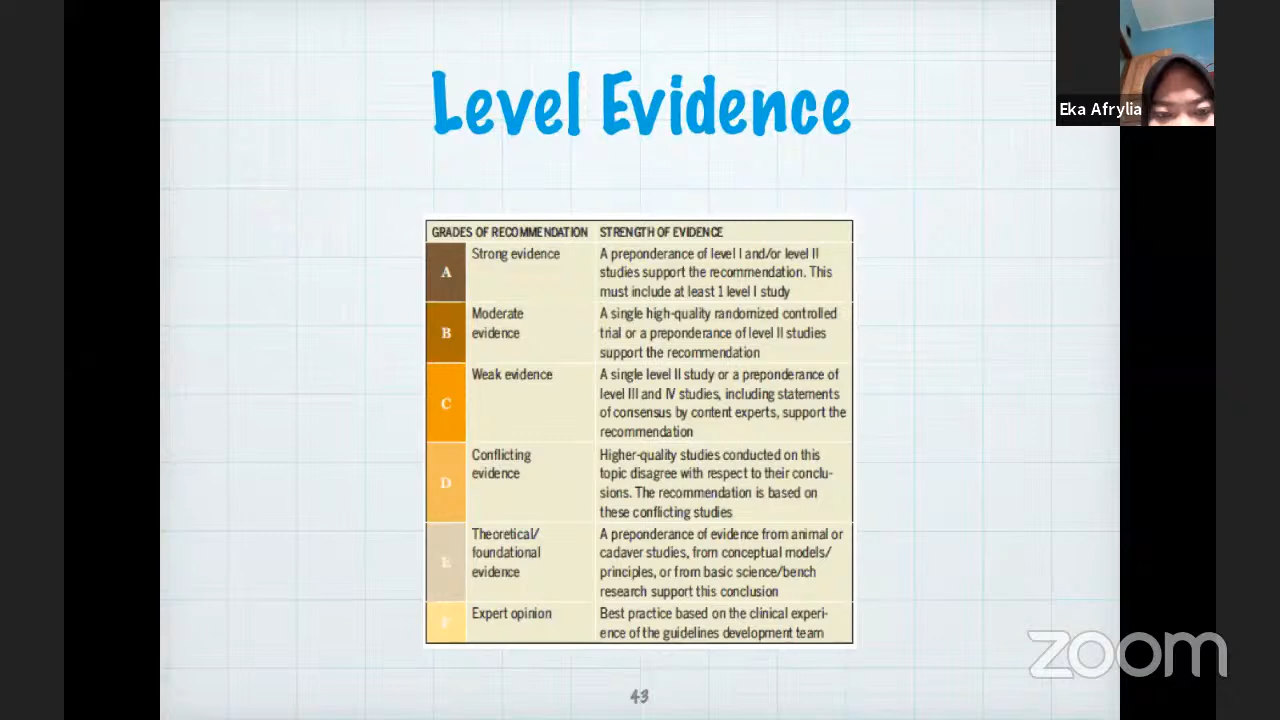 Level Evidence
Eka Afrylia
GRADES OF RECOMMENDATION STRENGTH OF EVIDENCE
A Strong evidence A preponderance of level I and/or level II
studies support the recommendation. This
must include at least 1 level I study
B Moderate A single high-quality randomized controlled
evidence trial or a preponderance of level II studies
support the recommendation
C Weak evidence A single level II study or a preponderance of
level III and IV studies, including statements
of consensus by content experts, support the
recommendation
D Conflicting Higher-quality studies conducted on this
evidence topic disagree with respect to their conclu-
sions. The recommendation is based on
these conflicting studies
E Theoretical/ A preponderance of evidence from animal or
foundational cadaver studies, from conceptual models/
evidence principles, or from basic science/bench
research support this conclusion
F Expert opinion Best practice based on the clinical experi-
ence of the guidelines development team
zoom
43